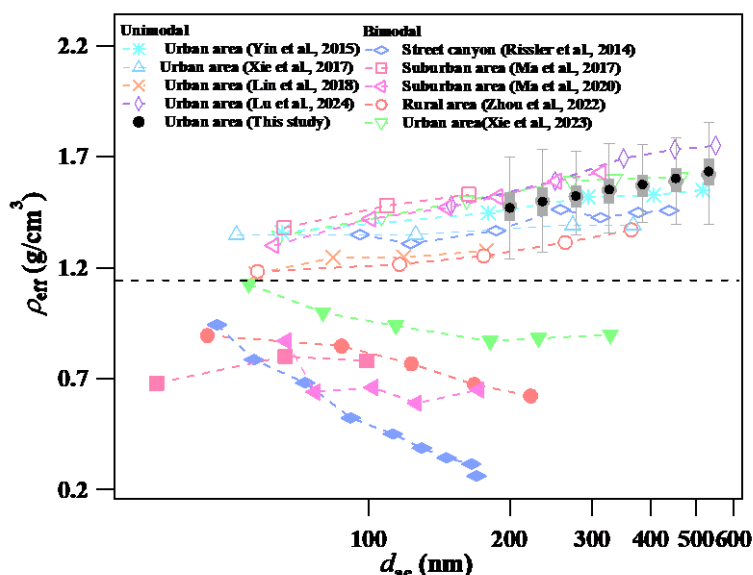 2.2
1.7
1.2
0.7
0.2
ρeff (g/cm3)
Unimodal
Urban area (Yin et al., 2015)
Urban area (Xie et al., 2017)
Urban area (Lin et al., 2018)
Urban area (Lu et al., 2024)
Urban area (This study)
Bimodal
Street canyon (Rissler et al., 2014)
Suburban area (Ma et al., 2017)
Suburban area (Ma et al., 2020)
Rural area (Zhou et al., 2022)
Urban area(Xie et al., 2023)
100 200 300 400 500 600
dae (nm)